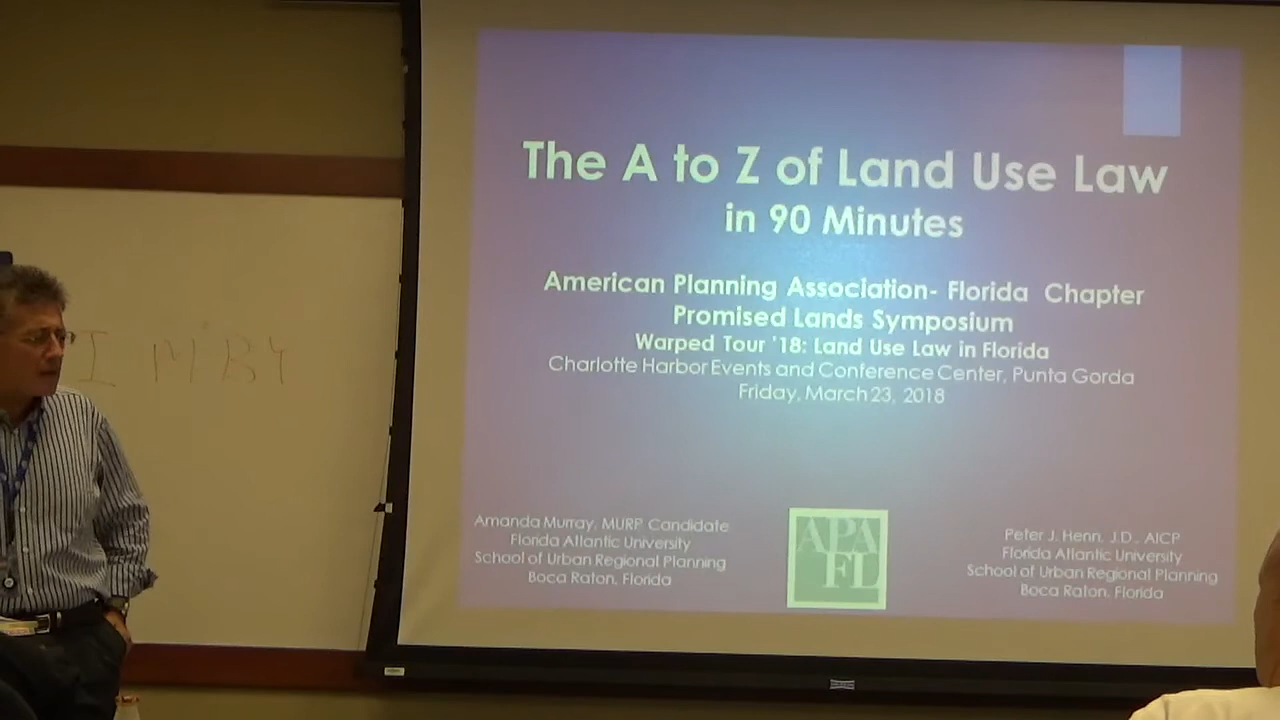 I M BY
The A to Z of Land Use Law
in 90 Minutes
American Planning Association- Florida Chapter
Promised Lands Symposium
Warped Tour '18: Land Use Law in Florida
Charlotte Harbor Events and Conference Center, Punta Gorda
Friday, March 23, 2018
Amanda Murray, MURP Candidate
Florida Atlantic University
School of Urban Regional Planning
Boca Raton, Florida
APA
FL
Peter J. Henn, J.D., AICP
Florida Atlantic University
School of Urban Regional Planning
Boca Raton, Florida